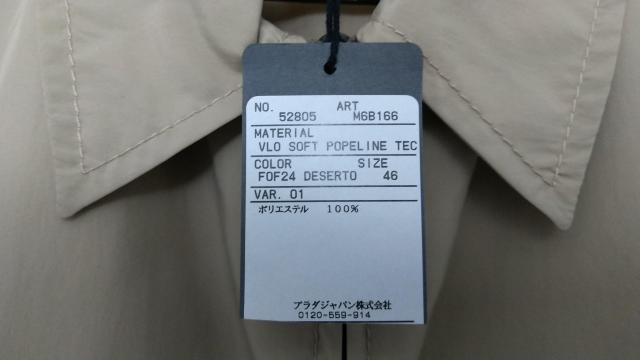 NO. ART
52805 M6B166
MATERIAL
VLO SOFT POPELINE TEC
COLOR SIZE
F0F24 DESERTO 46
VAR. 01
ポリエステル 100%
プラダジャパン株式会社
0120-559-914